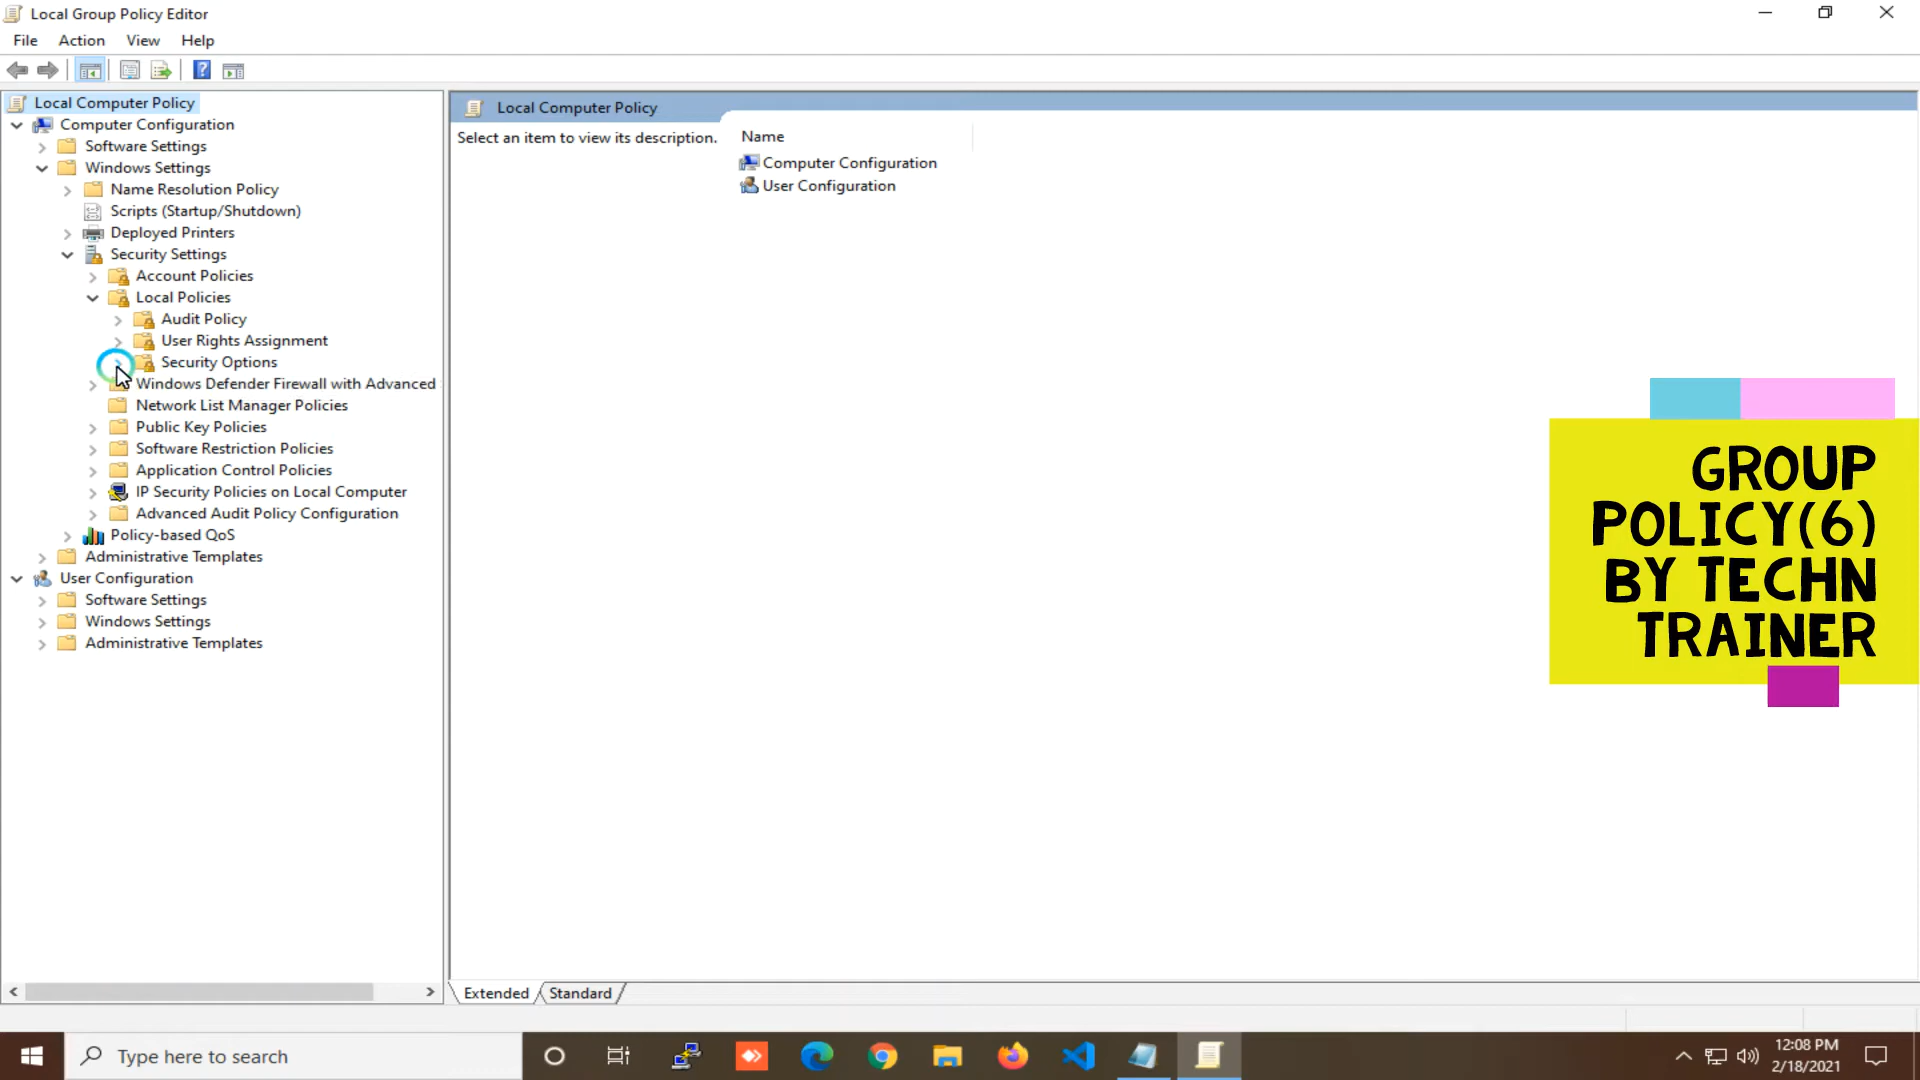 Local Group Policy Editor
File Action View Help
Local Computer Policy
Computer Configuration
Software Settings
Windows Settings
Name Resolution Policy
Scripts (Startup/Shutdown)
Deployed Printers
Security Settings
Account Policies
Local Policies
Audit Policy
User Rights Assignment
Security Options
Windows Defender Firewall with Advanced
Network List Manager Policies
Public Key Policies
Software Restriction Policies
Application Control Policies
IP Security Policies on Local Computer
Advanced Audit Policy Configuration
Policy-based QoS
Administrative Templates
User Configuration
Software Settings
Windows Settings
Administrative Templates
Local Computer Policy
Select an item to view its description.
Name
Computer Configuration
User Configuration
GROUP
POLICY(6)
BY TECHN
TRAINER
Extended Standard
Type here to search
12:08 PM
2/18/2021